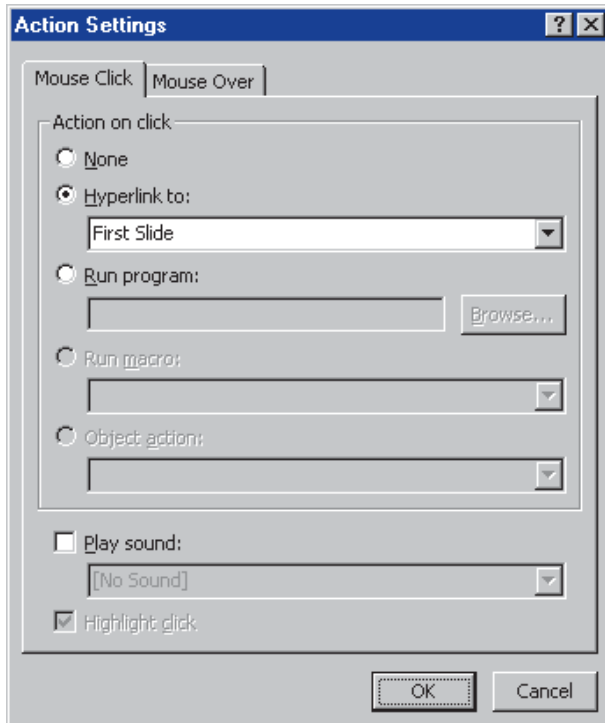 Action Settings
Mouse Click Mouse Over
Action on click
None
Hyperlink to:
First Slide
Run program:
Browse...
Run macro:
Object action:
Play sound:
[No Sound]
Highlight click
OK Cancel